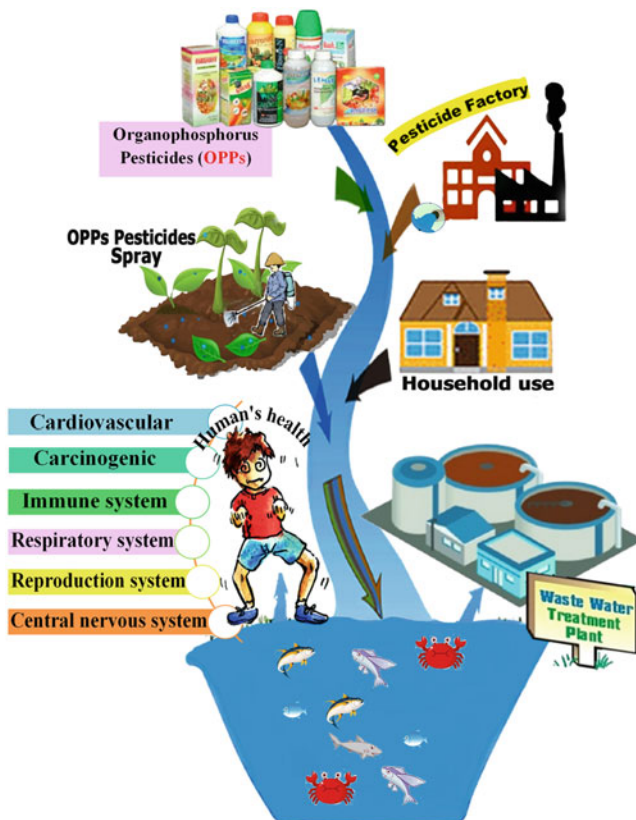 Organophosphorus
Pesticides (OPPs)
Pesticide Factory
OPPs Pesticides
Spray
Household use
Human's health
Cardiovascular
Carcinogenic
Immune system
Respiratory system
Reproduction system
Central nervous system
Waste Water
Treatment
Plant